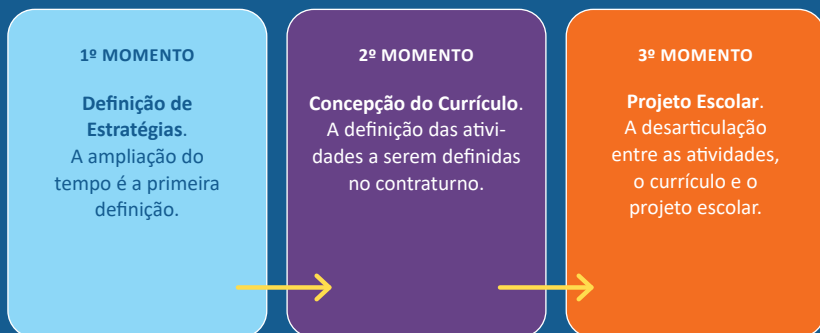 1º MOMENTO
Definição de
Estratégias.
A ampliação do
tempo é a primeira
definição.
2º MOMENTO
Concepção do Currículo.
A definição das ativi-
dades a serem definidas
no contraturno.
3º MOMENTO
Projeto Escolar.
A desarticulação
entre as atividades,
o currículo e o
projeto escolar.